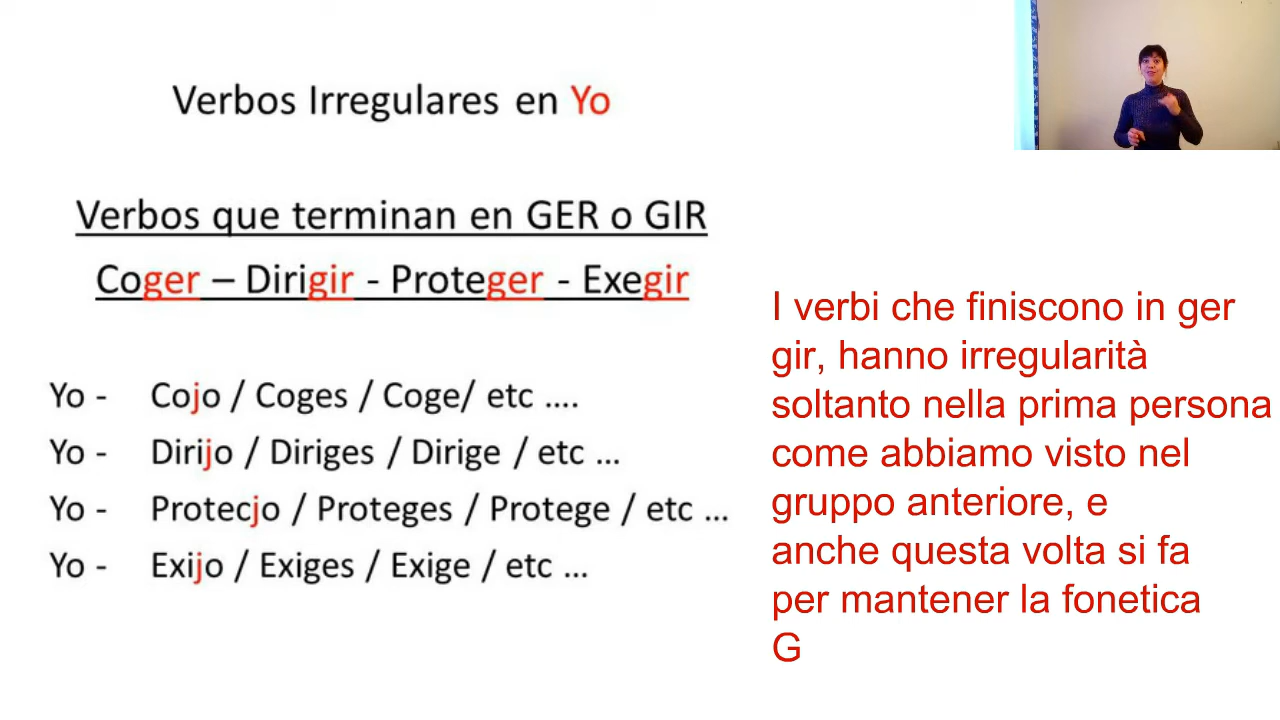 Verbos Irregulares en Yo
Verbos que terminan en GER o GIR
Coger – Dirigir - Proteger - Exegir
Yo - Cojo / Coges / Coge/ etc ....
Yo - Dirijo / Diriges / Dirige / etc ...
Yo - Protecjo / Proteges / Protege / etc ...
Yo - Exijo / Exiges / Exige / etc ...
I verbi che finiscono in ger
gir, hanno irregularità
soltanto nella prima persona
come abbiamo visto nel
gruppo anteriore, e
anche questa volta si fa
per mantener la fonetica
G